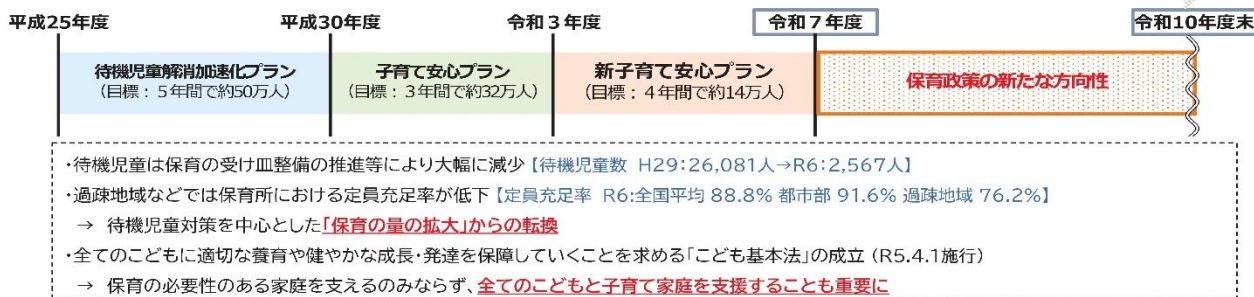 平成25年度 平成30年度 令和3年度 令和7年度 令和10年度末
待機児童解消加速化プラン 子育て安心プラン 新子育て安心プラン 保育政策の新たな方向性
（目標：５年間で約50万人） （目標：３年間で約32万人） （目標：４年間で約14万人）
・待機児童は保育の受け皿整備の推進等により大幅に減少【待機児童数 H29：26,081人→R6：2,567人】
・過疎地域などでは保育所における定員充足率が低下【定員充足率 R6:全国平均 88.8% 都市部 91.6% 過疎地域 76.2%】
→ 待機児童対策を中心とした「保育の量の拡大」からの転換
・全てのこどもに適切な養育や健やかな成長・発達を保障していくことを求める「こども基本法」の成立（R5.4.1施行）
→ 保育の必要性のある家庭を支えるのみならず、全てのこどもと子育て家庭を支援することも重要に